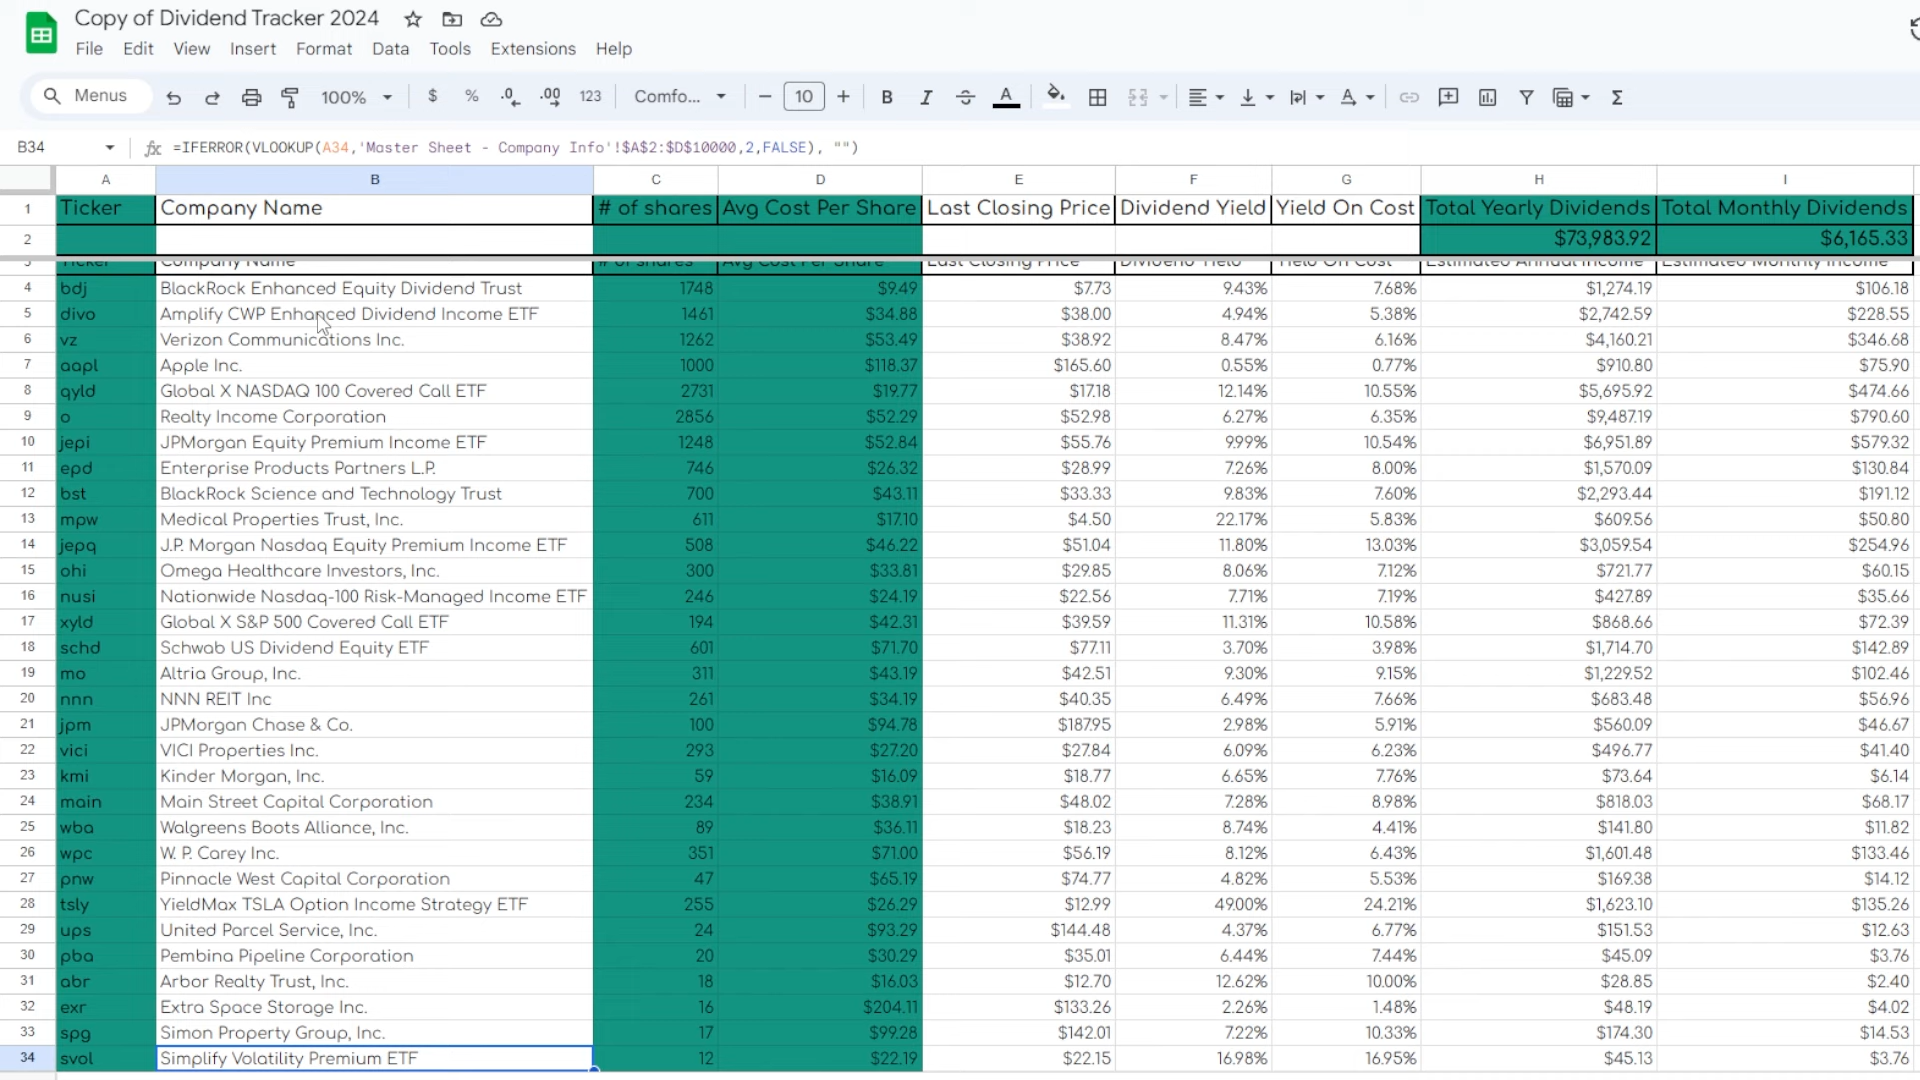 Copy of Dividend Tracker 2024
File Edit View Insert Format Data Tools Extensions Help
Menus 100% $ % .0 .00 123 Comfo... − 10 + B I A A Σ
B34 fx =IFERROR(VLOOKUP(A34,'Master Sheet - Company Info'!$A$2:$D$10000,2,FALSE), "")
A B C D E F G H I
1 Ticker Company Name # of shares Avg Cost Per Share Last Closing Price Dividend Yield Yield On Cost Total Yearly Dividends Total Monthly Dividends
2 $73,983.92 $6,165.33
3 Ticker Company Name # of shares Avg Cost Per Share Last Closing Price Dividend Yield Yield On Cost Estimated Annual Income Estimated Monthly Income
4 bdj BlackRock Enhanced Equity Dividend Trust 1748 $9.49 $7.73 9.43% 7.68% $1,274.19 $106.18
5 divo Amplify CWP Enhanced Dividend Income ETF 1461 $34.88 $38.00 4.94% 5.38% $2,742.59 $228.55
6 vz Verizon Communications Inc. 1262 $53.49 $38.92 8.47% 6.16% $4,160.21 $346.68
7 aapl Apple Inc. 1000 $118.37 $165.60 0.55% 0.77% $910.80 $75.90
8 qyld Global X NASDAQ 100 Covered Call ETF 2731 $19.77 $17.18 12.14% 10.55% $5,695.92 $474.66
9 o Realty Income Corporation 2856 $52.29 $52.98 6.27% 6.35% $9,487.19 $790.60
10 jepi JPMorgan Equity Premium Income ETF 1248 $52.84 $55.76 9.99% 10.54% $6,951.89 $579.32
11 epd Enterprise Products Partners L.P. 746 $26.32 $28.99 7.26% 8.00% $1,570.09 $130.84
12 bst BlackRock Science and Technology Trust 700 $43.11 $33.33 9.83% 7.60% $2,293.44 $191.12
13 mpw Medical Properties Trust, Inc. 611 $17.10 $4.50 22.17% 5.83% $609.56 $50.80
14 jepq J.P. Morgan Nasdaq Equity Premium Income ETF 508 $46.22 $51.04 11.80% 13.03% $3,059.54 $254.96
15 ohi Omega Healthcare Investors, Inc. 300 $33.81 $29.85 8.06% 7.12% $721.77 $60.15
16 nusi Nationwide Nasdaq-100 Risk-Managed Income ETF 246 $24.19 $22.56 7.71% 7.19% $427.89 $35.66
17 xyld Global X S&P 500 Covered Call ETF 194 $42.31 $39.59 11.31% 10.58% $868.66 $72.39
18 schd Schwab US Dividend Equity ETF 601 $71.70 $77.11 3.70% 3.98% $1,714.70 $142.89
19 mo Altria Group, Inc. 311 $43.19 $42.51 9.30% 9.15% $1,229.52 $102.46
20 nnn NNN REIT Inc 261 $34.19 $40.35 6.49% 7.66% $683.48 $56.96
21 jpm JPMorgan Chase & Co. 100 $94.78 $187.95 2.98% 5.91% $560.09 $46.67
22 vici VICI Properties Inc. 293 $27.20 $27.84 6.09% 6.23% $496.77 $41.40
23 kmi Kinder Morgan, Inc. 59 $16.09 $18.77 6.65% 7.76% $73.64 $6.14
24 main Main Street Capital Corporation 234 $38.91 $48.02 7.28% 8.98% $818.03 $68.17
25 wba Walgreens Boots Alliance, Inc. 89 $36.11 $18.23 8.74% 4.41% $141.80 $11.82
26 wpc W. P. Carey Inc. 351 $71.00 $56.19 8.12% 6.43% $1,601.48 $133.46
27 pnw Pinnacle West Capital Corporation 47 $65.19 $74.77 4.82% 5.53% $169.38 $14.12
28 tsly YieldMax TSLA Option Income Strategy ETF 255 $26.29 $12.99 49.00% 24.21% $1,623.10 $135.26
29 ups United Parcel Service, Inc. 24 $93.29 $144.48 4.37% 6.77% $151.53 $12.63
30 pba Pembina Pipeline Corporation 20 $30.29 $35.01 6.44% 7.44% $45.09 $3.76
31 abr Arbor Realty Trust, Inc. 18 $16.03 $12.70 12.62% 10.00% $28.85 $2.40
32 exr Extra Space Storage Inc. 16 $204.11 $133.26 2.26% 1.48% $48.19 $4.02
33 spg Simon Property Group, Inc. 17 $99.28 $142.01 7.22% 10.33% $174.30 $14.53
34 svol Simplify Volatility Premium ETF 12 $22.19 $22.15 16.98% 16.95% $45.13 $3.76